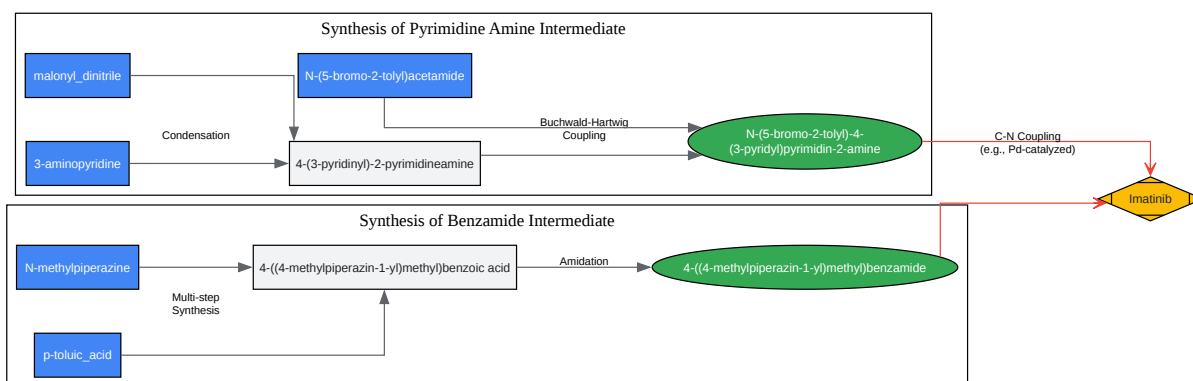 Synthesis of Pyrimidine Amine Intermediate
malonyl_dinitrile
N-(5-bromo-2-tolyl)acetamide
Buchwald-Hartwig
Coupling
Condensation
3-aminopyridine
4-(3-pyridinyl)-2-pyrimidineamine
N-(5-bromo-2-tolyl)-4-
(3-pyridyl)pyrimidin-2-amine
C-N Coupling
(e.g., Pd-catalyzed)
Imatinib
Synthesis of Benzamide Intermediate
N-methylpiperazine
4-((4-methylpiperazin-1-yl)methyl)benzoic acid
Amidation
4-((4-methylpiperazin-1-yl)methyl)benzamide
Multi-step
Synthesis
p-toluic_acid